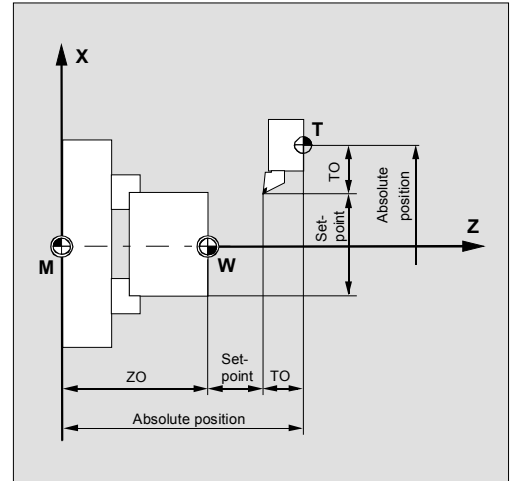 X
T
TO
Absolute
position
Set-
point
Z
M
W
Set-
point
ZO
TO
Absolute position